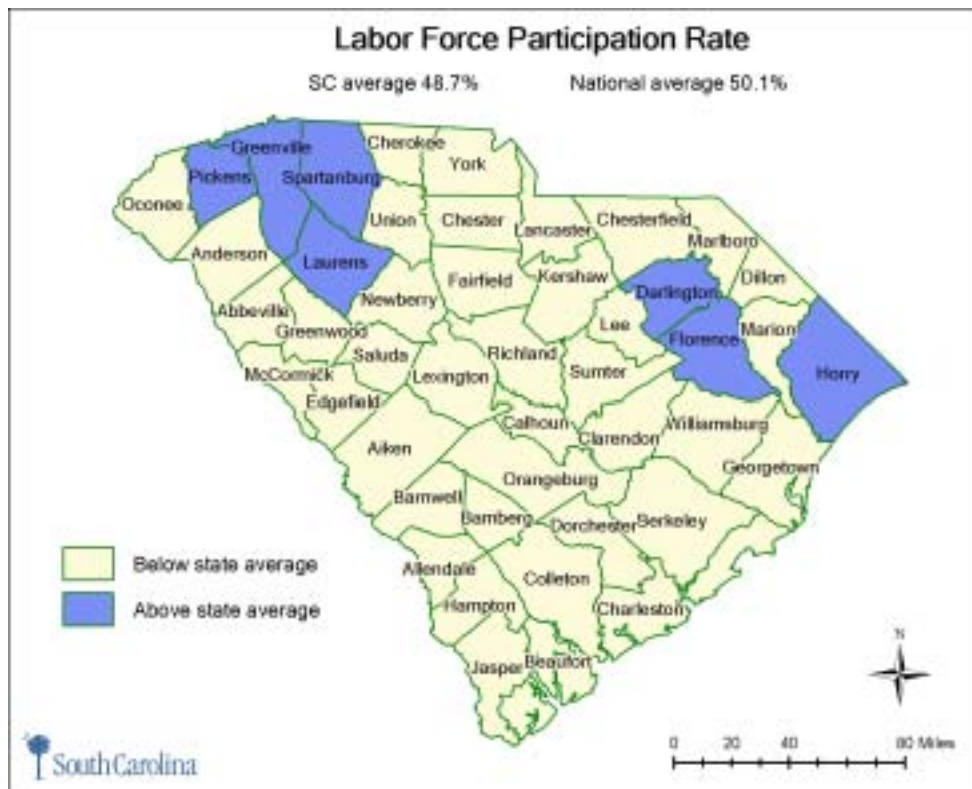 Labor Force Participation Rate
SC average 48.7% National average 50.1%
Cherokee
Greenville
York
Pickens
Spartanburg
Oconee
Union
Chester
Chesterfield
Lancaster
Marlboro
Anderson
Laurens
Fairfield
Kershaw
Dillon
Newberry
Darlington
Abbeville
Greenwood
Lee
Marion
Florence
Saluda
Richland
McCormick
Lexington
Sumter
Horry
Edgefield
Calhoun
Williamsburg
Clarendon
Aiken
Georgetown
Orangeburg
Barnwell
Bamberg
Dorchester
Berkeley
Below state average
Allendale
Colleton
Above state average
Hampton
Charleston
Jasper
Beaufort
N
0 20 40 80 Miles
South Carolina